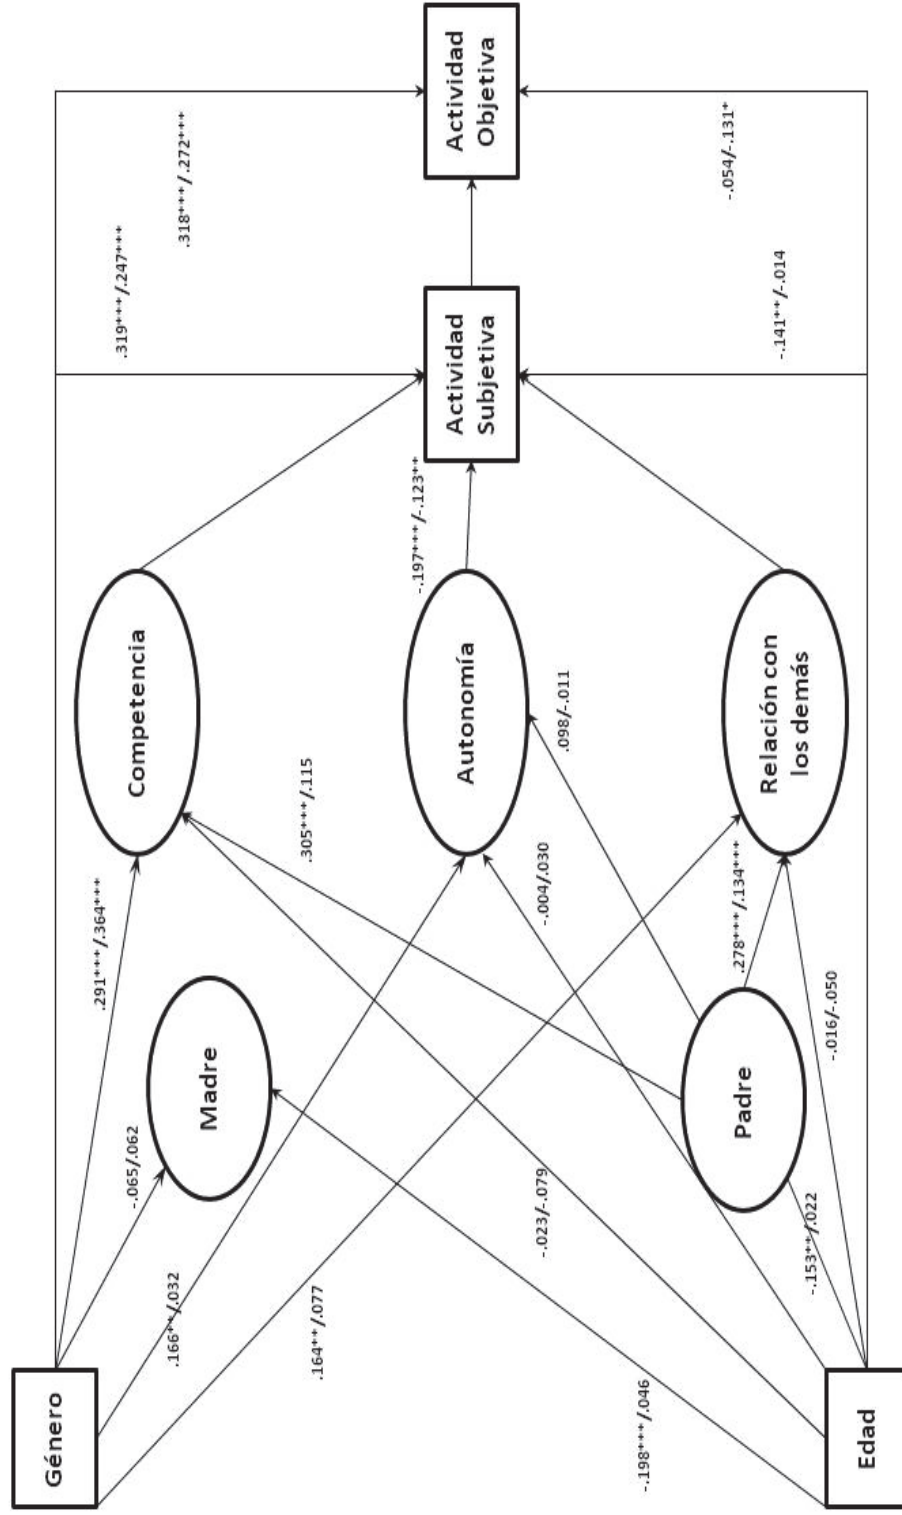 Género
Edad
Madre
Padre
Competencia
Autonomía
Relación con
los demás
Actividad
Subjetiva
Actividad
Objetiva
.291+++/.364+++
-.065/.062
.166++/.032
.164++/.077
-.198+++/.046
-.023/-.079
-.153++/.022
-.016/-.050
.278+++/.134+++
-.004/.030
.305+++/.115
.098/-.011
-.197+++/-.123++
.319+++/.247+++
.318+++/.272+++
-.141++/-.014
-.054/-.131+